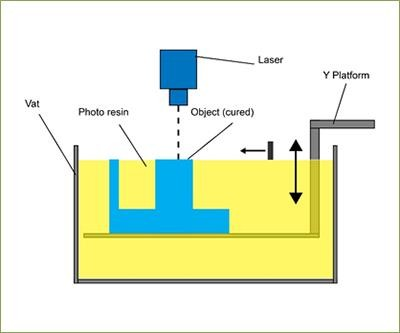 Laser
Y Platform
Vat
Photo resin
Object (cured)